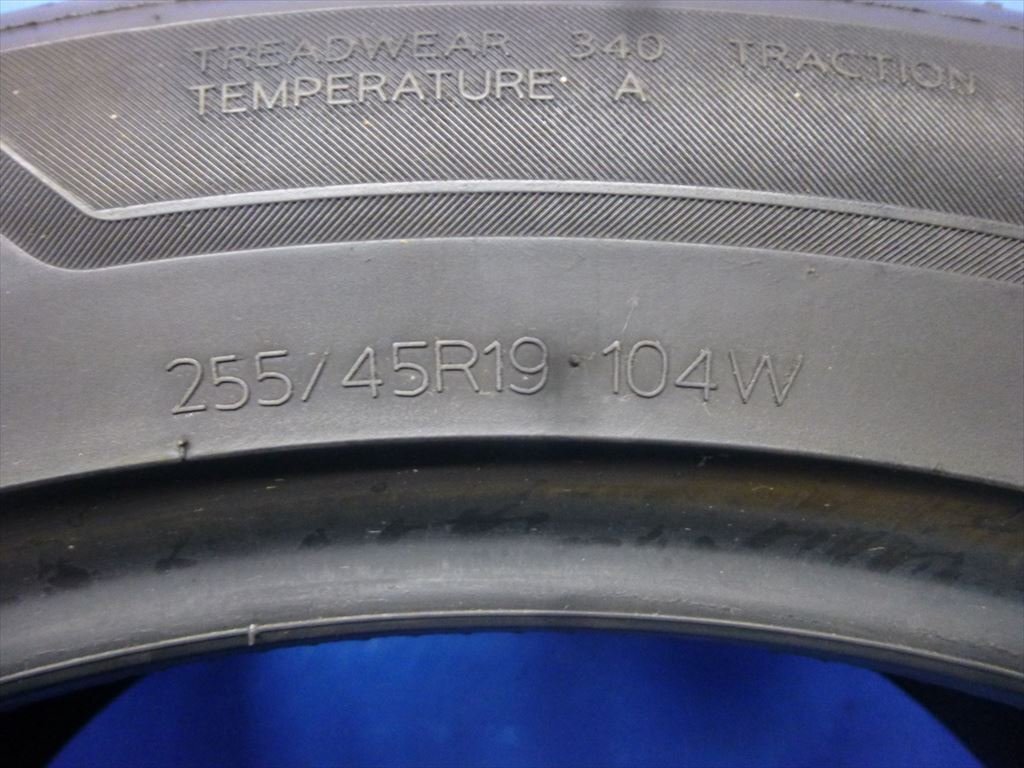 TREADWEAR 340 TRACTION
TEMPERATURE A
255/45R19 104W